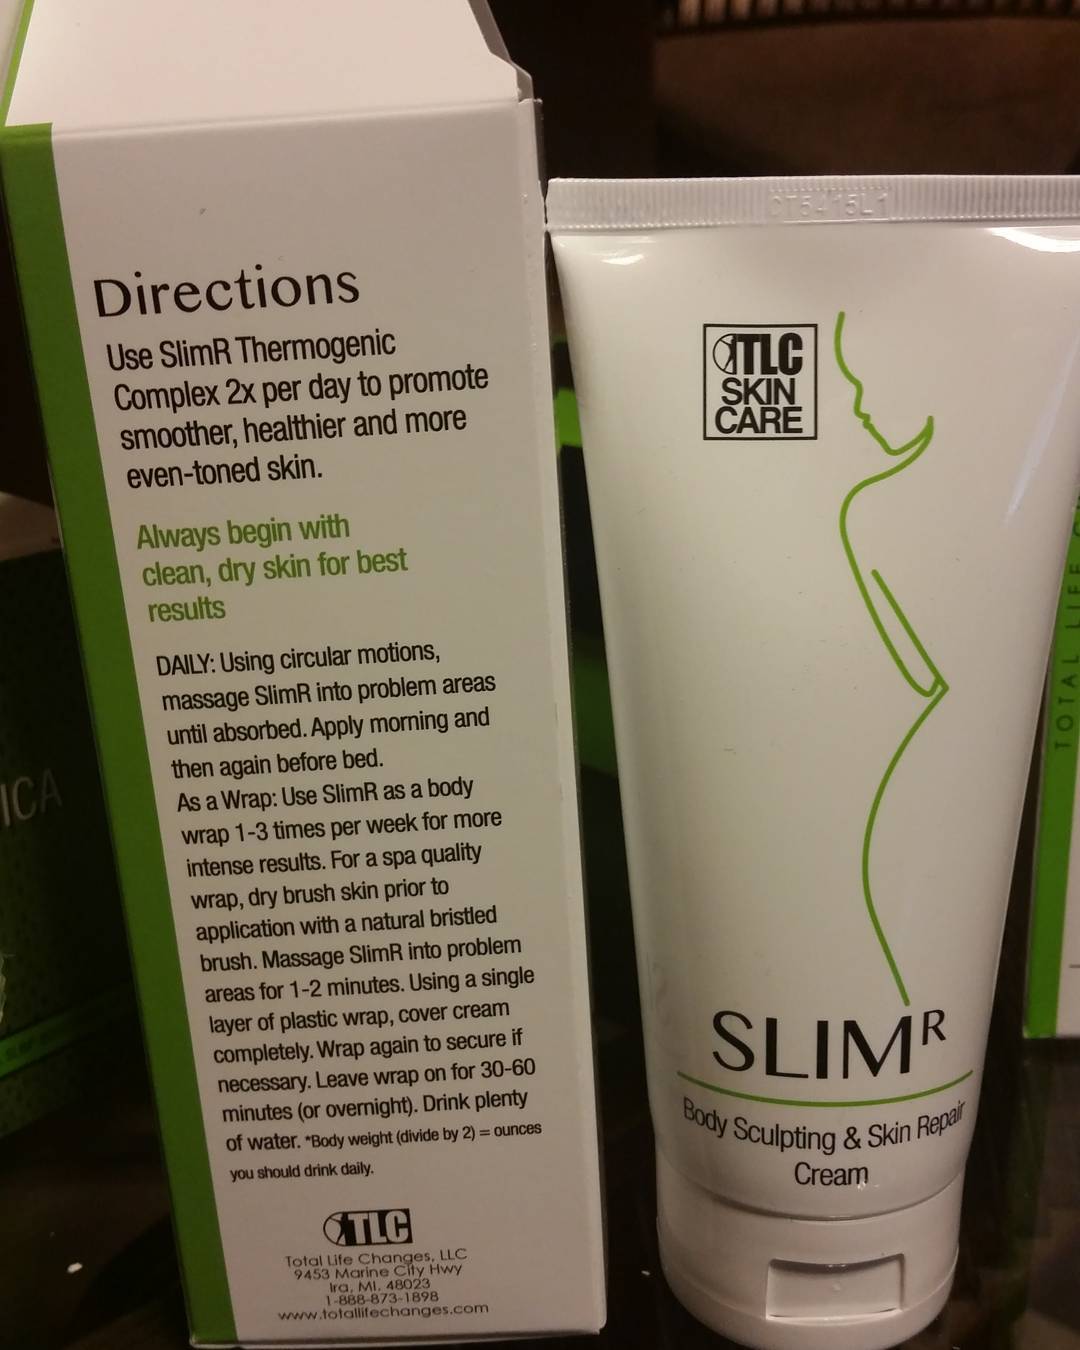 Directions
Use SlimR Thermogenic
Complex 2x per day to promote
smoother, healthier and more
even-toned skin.
Always begin with
clean, dry skin for best
results
DAILY: Using circular motions,
massage SlimR into problem areas
until absorbed. Apply morning and
then again before bed.
As a Wrap: Use SlimR as a body
wrap 1-3 times per week for more
intense results. For a spa quality
wrap, dry brush skin prior to
application with a natural bristled
brush. Massage SlimR into problem
areas for 1-2 minutes. Using a single
layer of plastic wrap, cover cream
completely. Wrap again to secure if
necessary. Leave wrap on for 30-60
minutes (or overnight). Drink plenty
of water. *Body weight (divide by 2) = ounces
you should drink daily.
TLC
Total Life Changes, LLC
9453 Marine City Hwy
Ira, MI. 48023
1-888-873-1898
www.totallifechanges.com
TLC
SKIN
CARE
SLIMR
Body Sculpting & Skin Repair
Cream
ICA
TOTAL LIFE